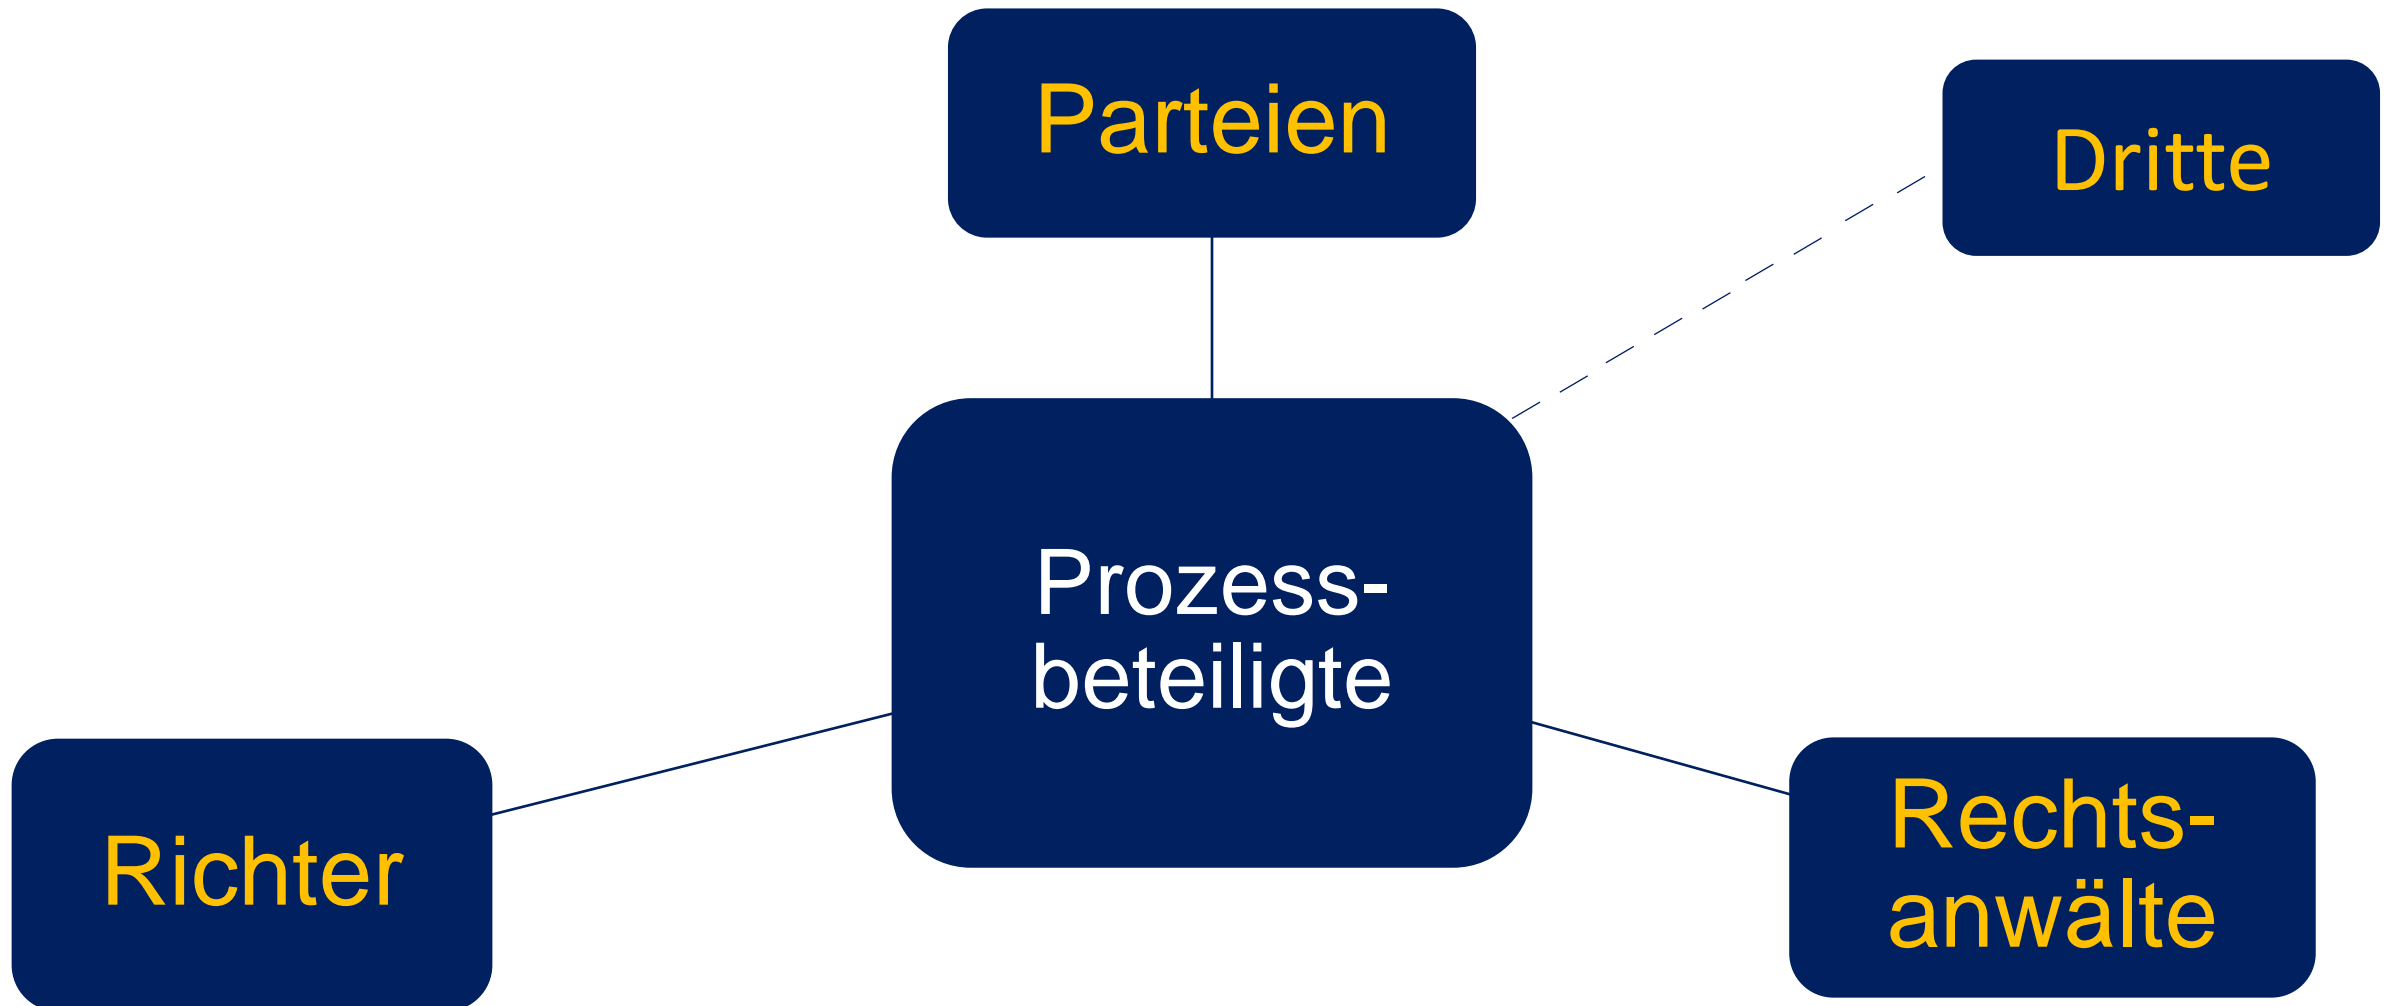 Parteien
Dritte
Prozess-
beteiligte
Richter
Rechts-
anwälte